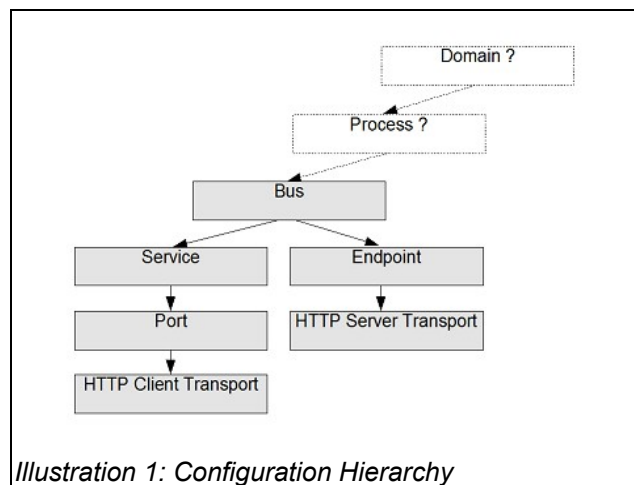 Domain ?
Process ?
Bus
Service
Endpoint
Port
HTTP Server Transport
HTTP Client Transport
Illustration 1: Configuration Hierarchy